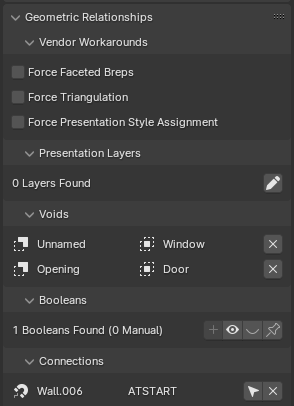 Geometric Relationships
Vendor Workarounds
Force Faceted Breps
Force Triangulation
Force Presentation Style Assignment
Presentation Layers
0 Layers Found
Voids
Unnamed Window
Opening Door
Booleans
1 Booleans Found (0 Manual)
Connections
Wall.006 ATSTART